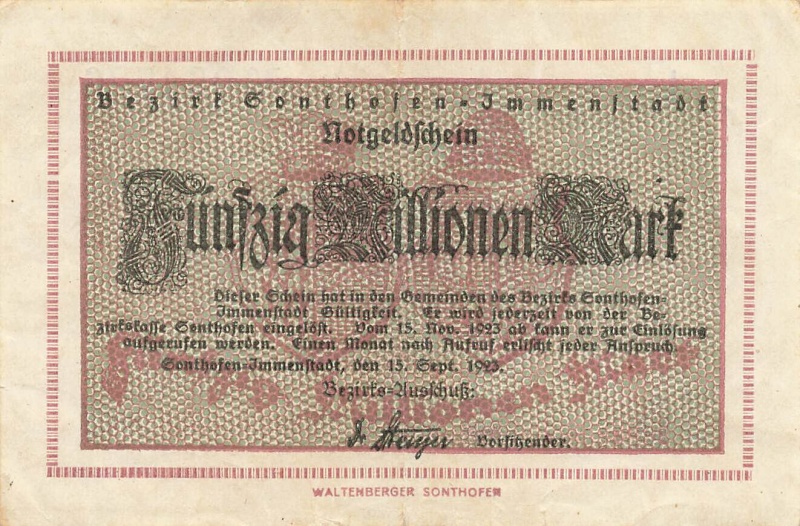 Bezirk Sonthofen-Immenstadt
Notgeldschein
Fünfzig Millionen Mark
Dieser Schein hat in den Gemeinden des Bezirks Sonthofen-
Immenstadt Gültigkeit. Er wird jederzeit von der Be-
zirkskasse Sonthofen eingelöst. Vom 15. Nov. 1923 ab kann er zur Einlösung
aufgerufen werden. Einen Monat nach Aufruf erlischt jeder Anspruch.
Sonthofen-Immenstadt, den 15. Sept. 1923.
Bezirks-Ausschuß:
Vorsitzender.
WALTENBERGER SONTHOFEN